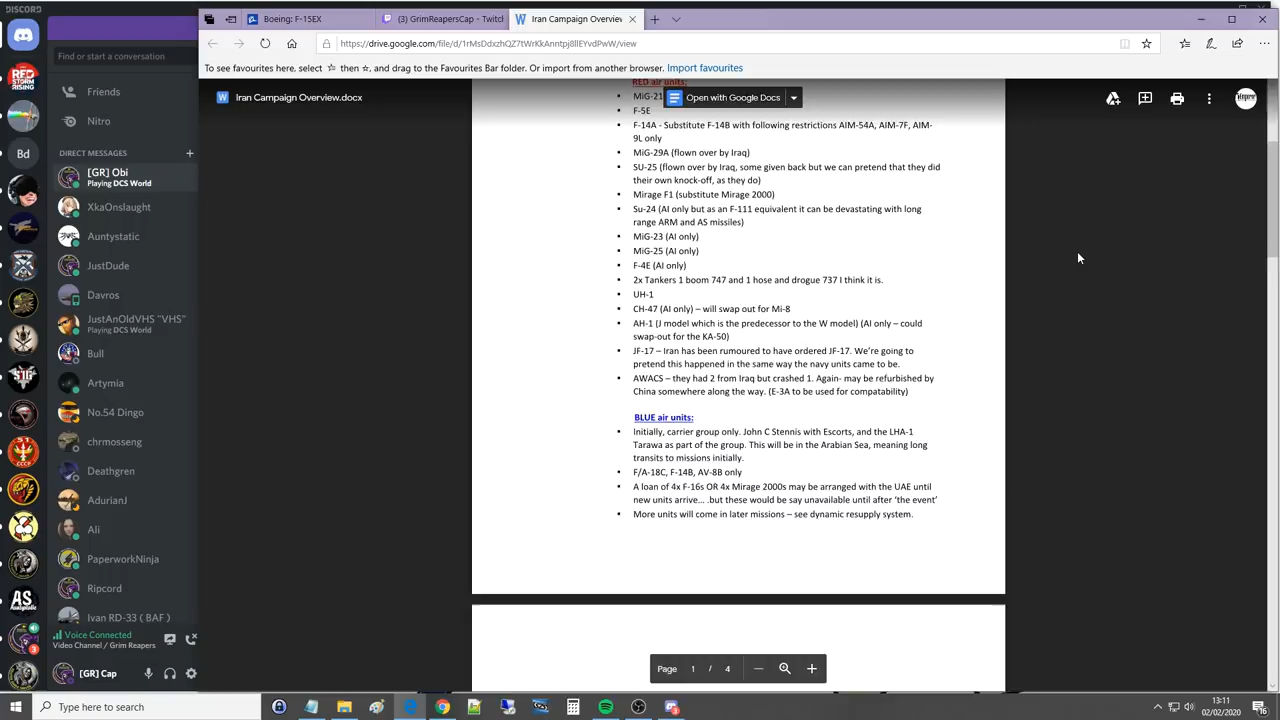 DISCORD
Boeing: F-15EX
(3) GrimReapersCap - Twitch
Iran Campaign Overview
https://drive.google.com/file/d/1rMsDdxzhQZ7tWrKkAnntpj8llEYvdPwW/view
To see favourites here, select ☆ then ☆, and drag to the Favourites Bar folder. Or import from another browser. Import favourites
Iran Campaign Overview.docx
Open with Google Docs
Find or start a conversation
Friends
Nitro
DIRECT MESSAGES
[GR] Obi
Playing DCS World
XkaOnslaught
Auntystatic
JustDude
Davros
JustAnOldVHS "VHS"
Playing DCS World
Bull
Artymia
No.54 Dingo
chrmosseng
Deathgren
AdurianJ
Ali
PaperworkNinja
Ripcord
Ivan RD-33 ( BAF )
Voice Connected
Video Channel / Grim Reapers
[GR] Cap
RED STORM RISING
Bd
CCCP
AS
3
RED air units:
• MiG-21
• F-5E
• F-14A - Substitute F-14B with following restrictions AIM-54A, AIM-7F, AIM-
9L only
• MiG-29A (flown over by Iraq)
• SU-25 (flown over by Iraq, some given back but we can pretend that they did
their own knock-off, as they do)
• Mirage F1 (substitute Mirage 2000)
• Su-24 (AI only but as an F-111 equivalent it can be devastating with long
range ARM and AS missiles)
• MiG-23 (AI only)
• MiG-25 (AI only)
• F-4E (AI only)
• 2x Tankers 1 boom 747 and 1 hose and drogue 737 I think it is.
• UH-1
• CH-47 (AI only) – will swap out for Mi-8
• AH-1 (J model which is the predecessor to the W model) (AI only – could
swap-out for the KA-50)
• JF-17 – Iran has been rumoured to have ordered JF-17. We're going to
pretend this happened in the same way the navy units came to be.
• AWACS – they had 2 from Iraq but crashed 1. Again- may be refurbished by
China somewhere along the way. (E-3A to be used for compatability)
BLUE air units:
• Initially, carrier group only. John C Stennis with Escorts, and the LHA-1
Tarawa as part of the group. This will be in the Arabian Sea, meaning long
transits to missions initially.
• F/A-18C, F-14B, AV-8B only
• A loan of 4x F-16s OR 4x Mirage 2000s may be arranged with the UAE until
new units arrive... .but these would be say unavailable until after 'the event'
• More units will come in later missions – see dynamic resupply system.
Page 1 / 4
Type here to search
13:11
02/02/2020
16